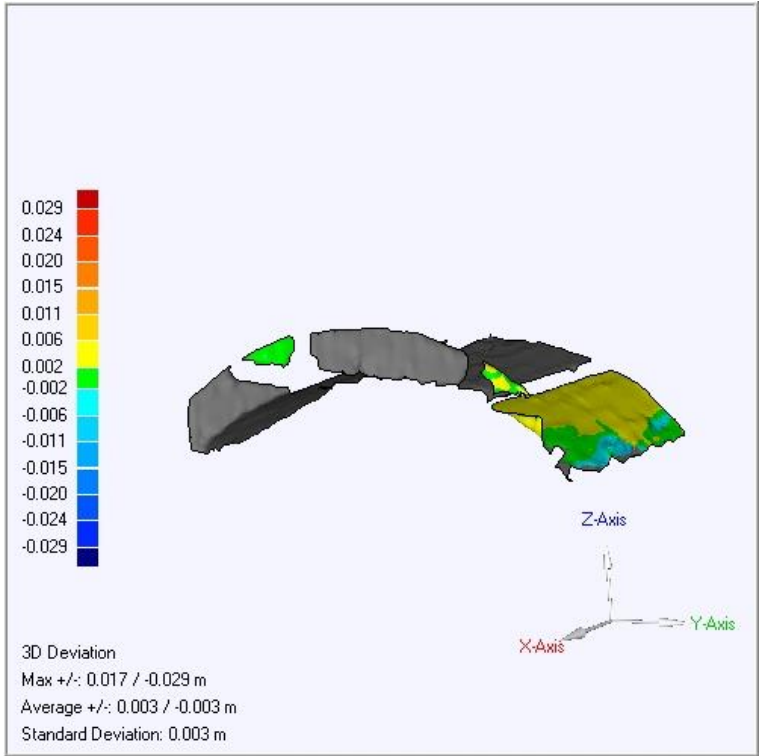 0.029
0.024
0.020
0.015
0.011
0.006
0.002
-0.002
-0.006
-0.011
-0.015
-0.020
-0.024
-0.029
Z-Axis
X-Axis
Y-Axis
3D Deviation
Max +/-: 0.017 / -0.029 m
Average +/-: 0.003 / -0.003 m
Standard Deviation: 0.003 m